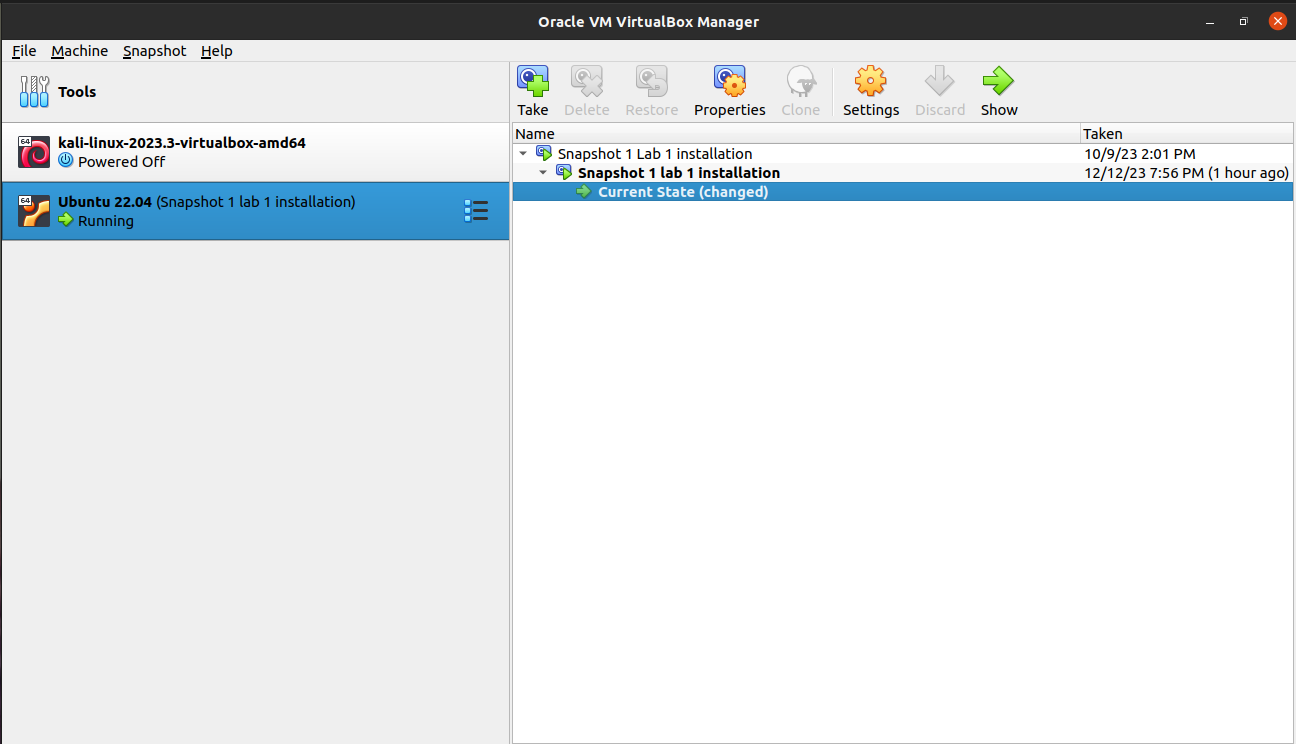 Oracle VM VirtualBox Manager
File Machine Snapshot Help
Tools
Take Delete Restore Properties Clone Settings Discard Show
Name Taken
64
kali-linux-2023.3-virtualbox-amd64
Powered Off
64
Ubuntu 22.04 (Snapshot 1 lab 1 installation)
Running
Snapshot 1 Lab 1 installation 10/9/23 2:01 PM
Snapshot 1 lab 1 installation 12/12/23 7:56 PM (1 hour ago)
Current State (changed)